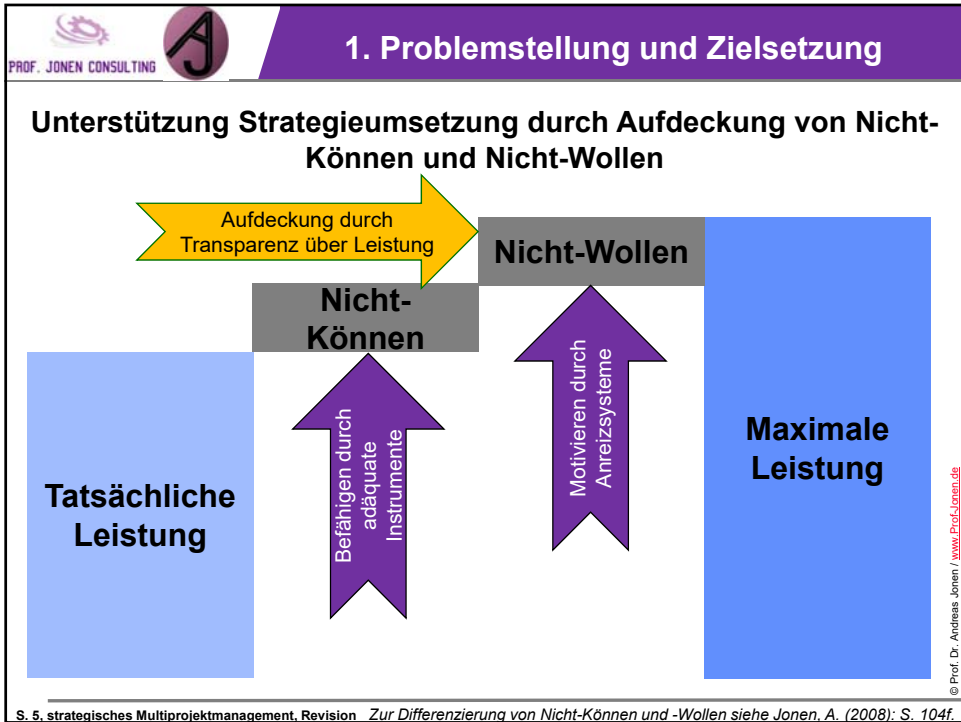 PROF. JONEN CONSULTING
AJ
1. Problemstellung und Zielsetzung
Unterstützung Strategieumsetzung durch Aufdeckung von Nicht-
Können und Nicht-Wollen
Aufdeckung durch
Transparenz über Leistung
Nicht-Wollen
Nicht-
Können
Tatsächliche
Leistung
Befähigen durch
adäquate
Instrumente
Motivieren durch
Anreizsysteme
Maximale
Leistung
© Prof. Dr. Andreas Jonen / www.Prof-Jonen.de
S. 5, strategisches Multiprojektmanagement, Revision Zur Differenzierung von Nicht-Können und -Wollen siehe Jonen, A. (2008): S. 104f.